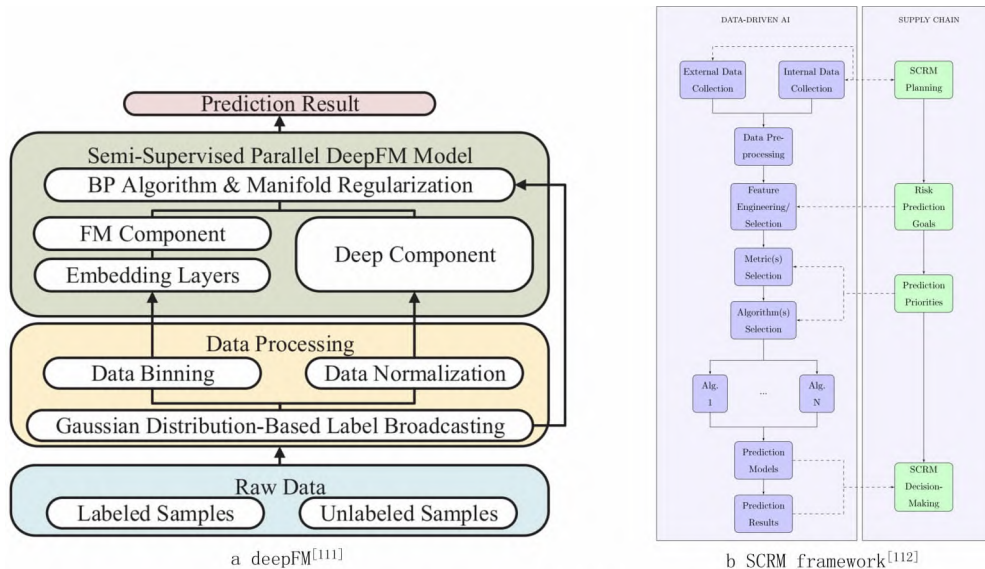 Prediction Result
Semi-Supervised Parallel DeepFM Model
BP Algorithm & Manifold Regularization
FM Component
Embedding Layers
Deep Component
Data Processing
Data Binning
Data Normalization
Gaussian Distribution-Based Label Broadcasting
Raw Data
Labeled Samples
Unlabeled Samples
a deepFM[111]
DATA-DRIVEN AI
SUPPLY CHAIN
External Data
Collection
Internal Data
Collection
SCRM
Planning
Data Pre-
processing
Feature
Engineering/
Selection
Risk
Prediction
Goals
Metric(s)
Selection
Prediction
Priorities
Algorithm(s)
Selection
Alg.
1
...
Alg.
N
Prediction
Models
Prediction
Results
SCRM
Decision-
Making
b SCRM framework[112]